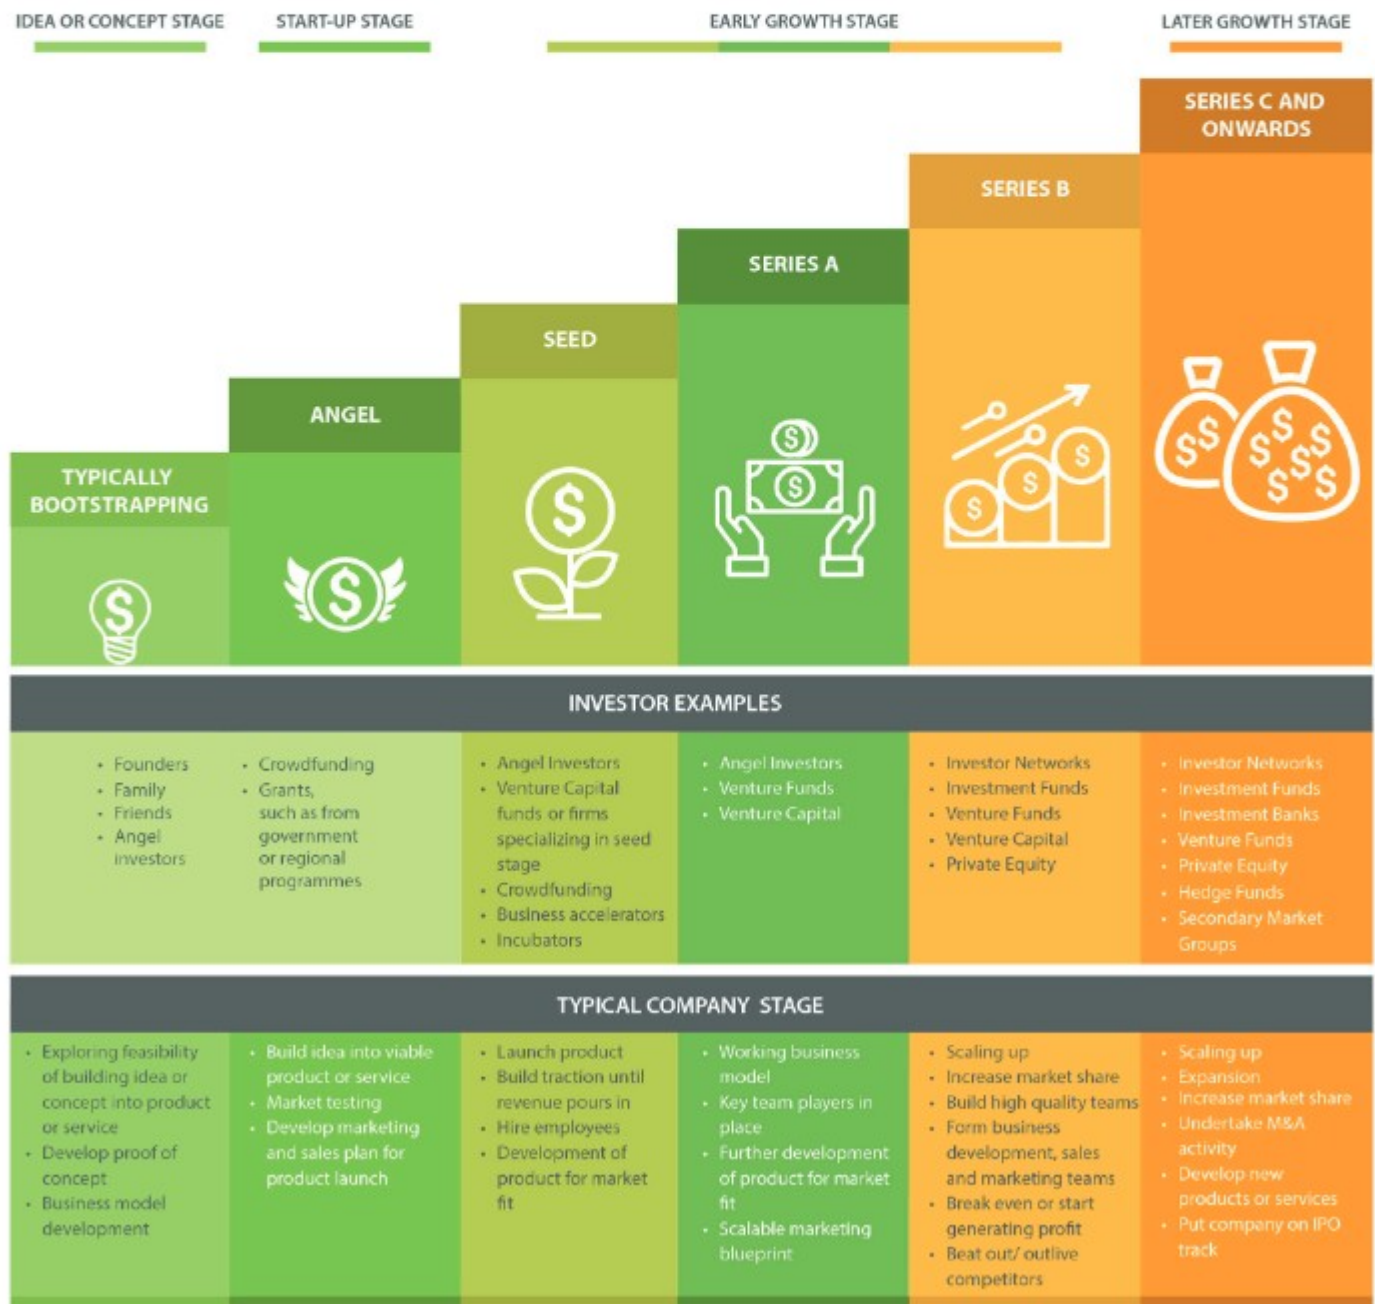 IDEA OR CONCEPT STAGE
START-UP STAGE
EARLY GROWTH STAGE
LATER GROWTH STAGE
TYPICALLY
BOOTSTRAPPING
$
ANGEL
$
SEED
$
SERIES A
$
$
SERIES B
$
$
$
SERIES C AND
ONWARDS
$$
$$$$$$$
INVESTOR EXAMPLES
• Founders
• Family
• Friends
• Angel
investors
• Crowdfunding
• Grants,
such as from
government
or regional
programmes
• Angel Investors
• Venture Capital
funds or firms
specializing in seed
stage
• Crowdfunding
• Business accelerators
• Incubators
• Angel Investors
• Venture Funds
• Venture Capital
• Investor Networks
• Investment Funds
• Venture Funds
• Venture Capital
• Private Equity
• Investor Networks
• Investment Funds
• Investment Banks
• Venture Funds
• Private Equity
• Hedge Funds
• Secondary Market
Groups
TYPICAL COMPANY STAGE
• Exploring feasibility
of building idea or
concept into product
or service
• Develop proof of
concept
• Business model
development
• Build idea into viable
product or service
• Market testing
• Develop marketing
and sales plan for
product launch
• Launch product
• Build traction until
revenue pours in
• Hire employees
• Development of
product for market
fit
• Working business
model
• Key team players in
place
• Further development
of product for market
fit
• Scalable marketing
blueprint
• Scaling up
• Increase market share
• Build high quality teams
• Form business
development, sales
and marketing teams
• Break even or start
generating profit
• Beat out/ outlive
competitors
• Scaling up
• Expansion
• Increase market share
• Undertake M&A
activity
• Develop new
products or services
• Put company on IPO
track